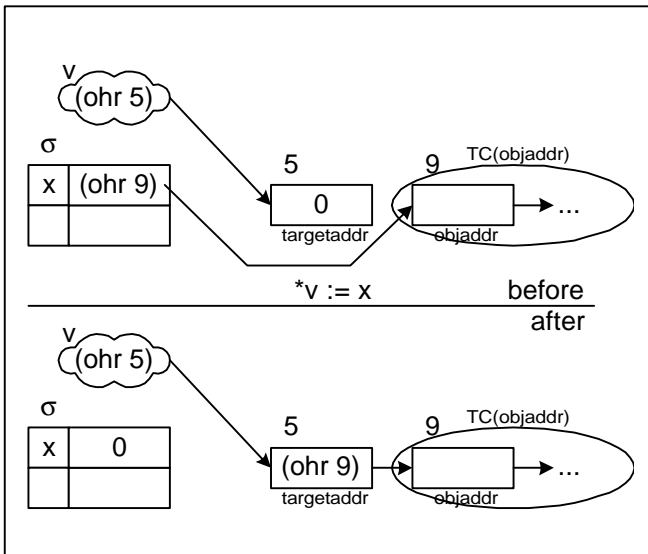 v
(ohr 5)
σ
x (ohr 9)
5
0
targetaddr
9
TC(objaddr)
...
objaddr
*v := x
before
after
v
(ohr 5)
σ
x 0
5
(ohr 9)
targetaddr
9
TC(objaddr)
...
objaddr